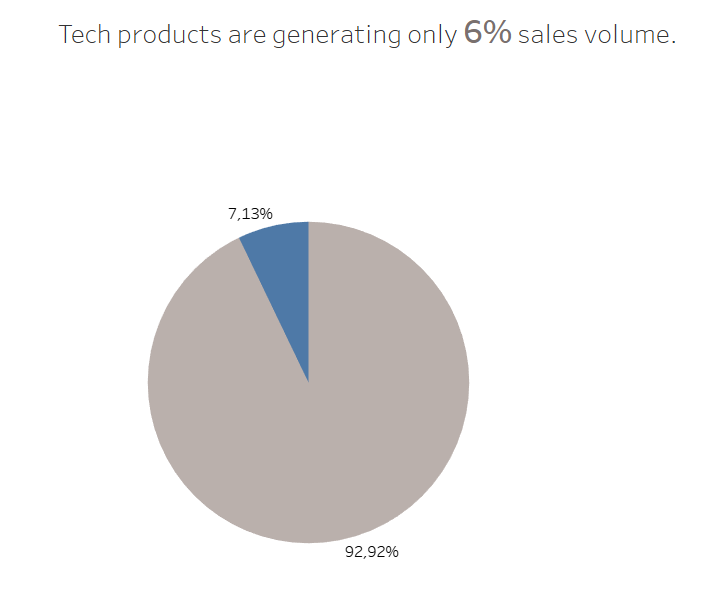 Tech products are generating only 6% sales volume.
7,13%
92,92%